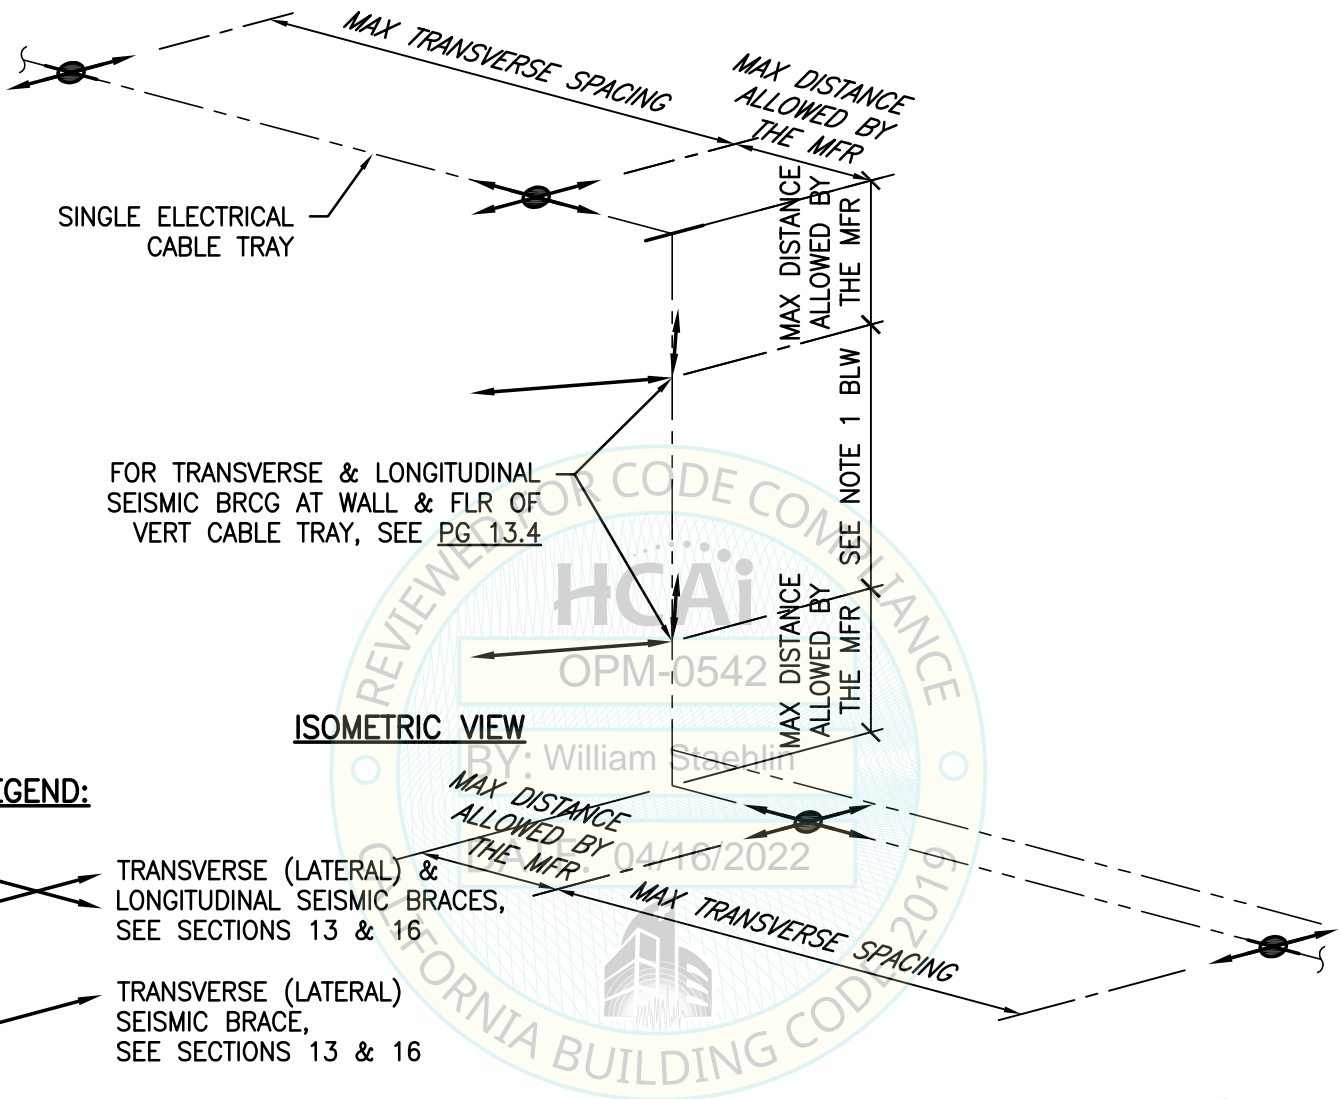 MAX TRANSVERSE SPACING
MAX DISTANCE
ALLOWED BY
THE MFR
SINGLE ELECTRICAL
CABLE TRAY
MAX DISTANCE
ALLOWED BY
THE MFR
SEE NOTE 1 BLW
FOR TRANSVERSE & LONGITUDINAL
SEISMIC BRCG AT WALL & FLR OF
VERT CABLE TRAY, SEE PG 13.4
MAX DISTANCE
ALLOWED BY
THE MFR
REVIEWED FOR CODE COMPLIANCE
HCAi
OPM-0542
BY: William Staehlin
DATE: 04/16/2022
CALIFORNIA BUILDING CODE 2019
ISOMETRIC VIEW
MAX DISTANCE
ALLOWED BY
THE MFR
MAX TRANSVERSE SPACING
EGEND:
TRANSVERSE (LATERAL) &
LONGITUDINAL SEISMIC BRACES,
SEE SECTIONS 13 & 16
TRANSVERSE (LATERAL)
SEISMIC BRACE,
SEE SECTIONS 13 & 16